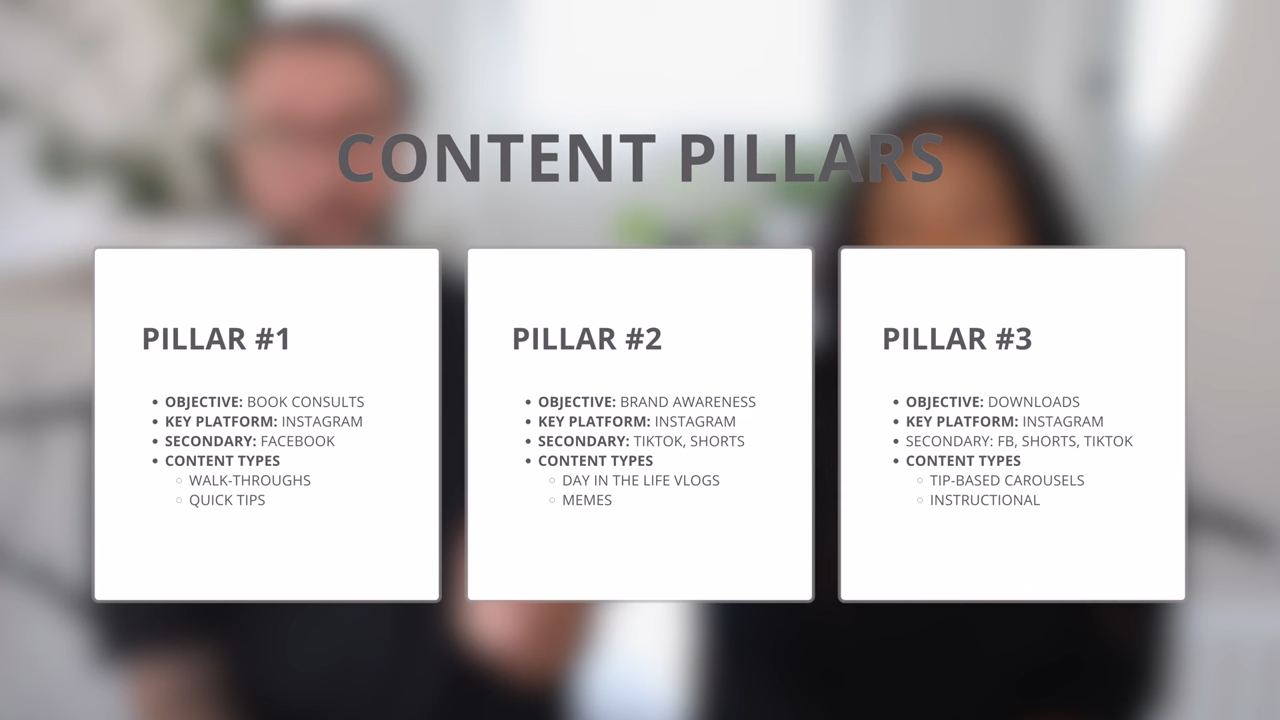 CONTENT PILLARS
PILLAR #1
• OBJECTIVE: BOOK CONSULTS
• KEY PLATFORM: INSTAGRAM
• SECONDARY: FACEBOOK
• CONTENT TYPES
○ WALK-THROUGHS
○ QUICK TIPS
PILLAR #2
• OBJECTIVE: BRAND AWARENESS
• KEY PLATFORM: INSTAGRAM
• SECONDARY: TIKTOK, SHORTS
• CONTENT TYPES
○ DAY IN THE LIFE VLOGS
○ MEMES
PILLAR #3
• OBJECTIVE: DOWNLOADS
• KEY PLATFORM: INSTAGRAM
• SECONDARY: FB, SHORTS, TIKTOK
• CONTENT TYPES
○ TIP-BASED CAROUSELS
○ INSTRUCTIONAL